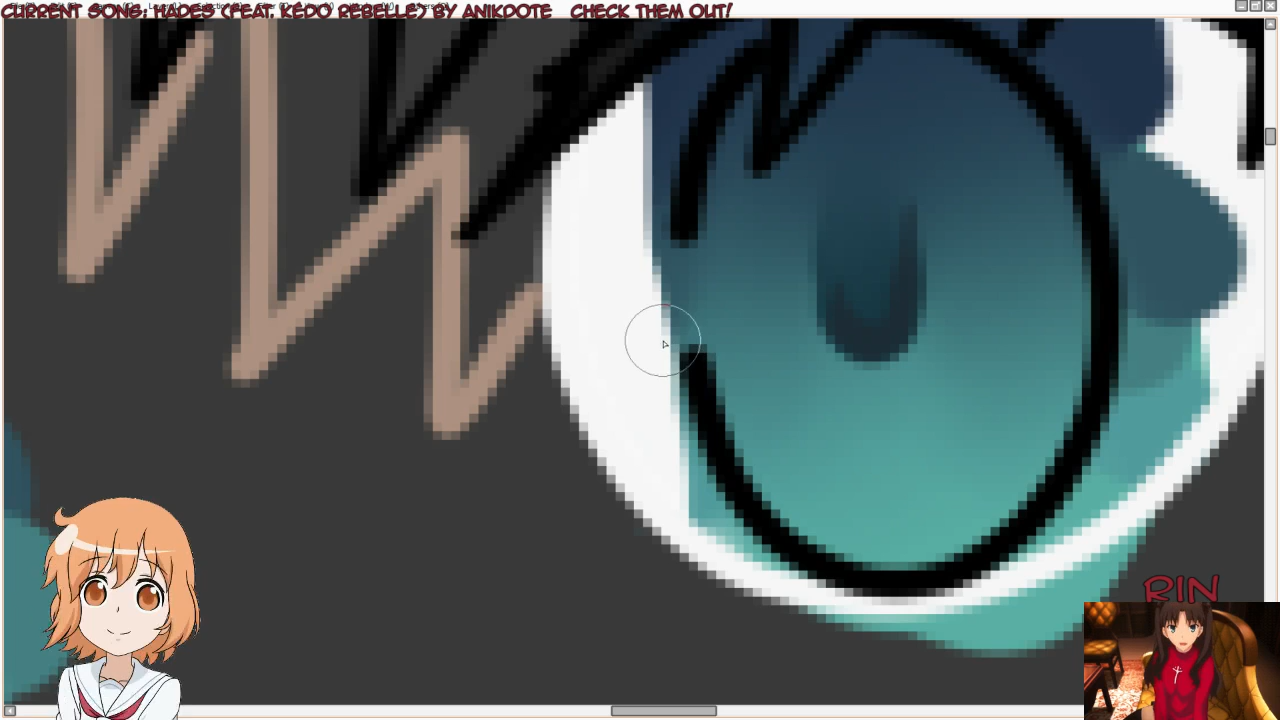 CURRENT SONG: HADES (FEAT. KEDO REBELLE) BY ANIKDOTE CHECK THEM OUT!
RIN